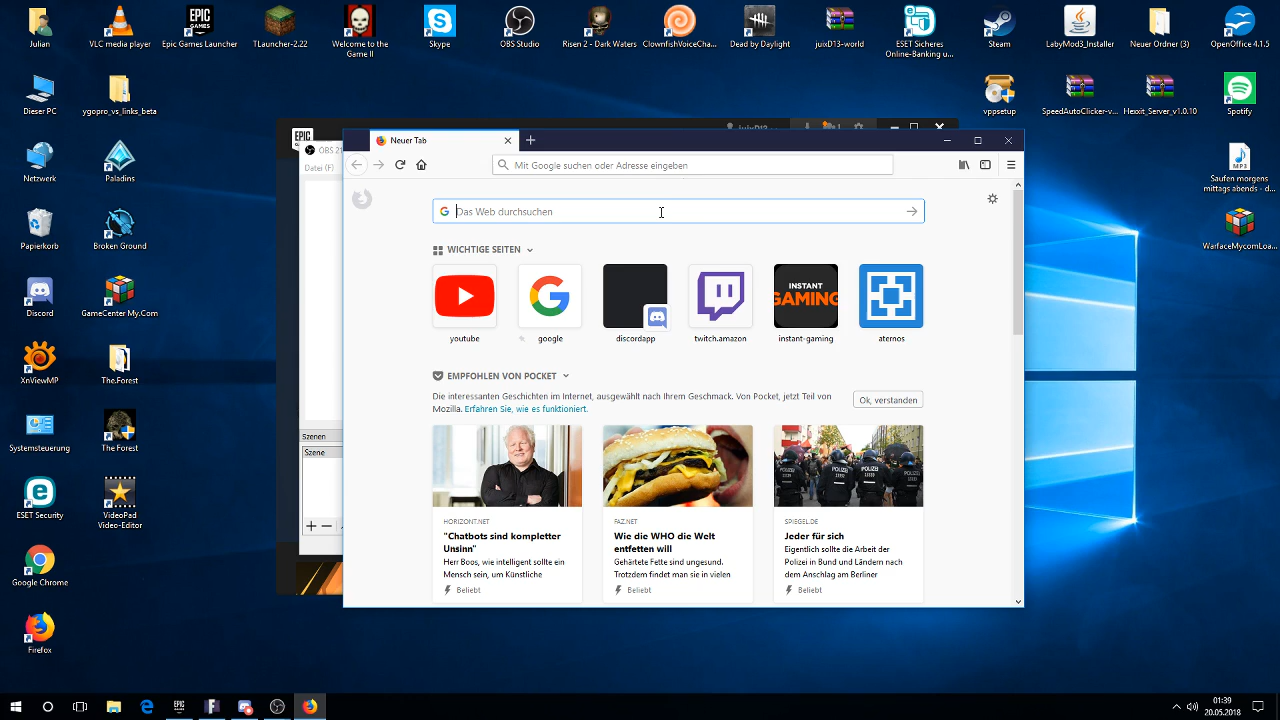 Julian
VLC media player
Epic Games Launcher
TLauncher-2.22
Welcome to the
Game II
Skype
OBS Studio
Risen 2 - Dark Waters
ClownfishVoiceCha...
Dead by Daylight
juixD13-world
ESET Sicheres
Online-Banking u...
Steam
LabyMod3_Installer
Neuer Ordner (3)
OpenOffice 4.1.5
Dieser PC
ygopro_vs_links_beta
vppsetup
SpeedAutoClicker-v...
Hexxit_Server_v1.0.10
Spotify
Netzwerk
Paladins
Saufen morgens
mittags abends - d...
Papierkorb
Broken Ground
WarfaceMycomLoa...
Discord
GameCenter My.Com
XnViewMP
The.Forest
Systemsteuerung
The Forest
ESET Security
VideoPad
Video-Editor
Google Chrome
Firefox
EPIC
juixD13
OBS 21
Datei (F)
Szenen
Szene
Neuer Tab
Mit Google suchen oder Adresse eingeben
Das Web durchsuchen
WICHTIGE SEITEN
INSTANT
GAMING
youtube
google
discordapp
twitch.amazon
instant-gaming
aternos
EMPFOHLEN VON POCKET
Die interessanten Geschichten im Internet, ausgewählt nach Ihrem Geschmack. Von Pocket, jetzt Teil von
Mozilla. Erfahren Sie, wie es funktioniert.
Ok, verstanden
HORIZONT.NET
"Chatbots sind kompletter
Unsinn"
Herr Boos, wie intelligent sollte ein
Mensch sein, um Künstliche
Beliebt
FAZ.NET
Wie die WHO die Welt
entfetten will
Gehärtete Fette sind ungesund.
Trotzdem findet man sie in vielen
Beliebt
POLIZEI
POLIZEI
SPIEGEL.DE
Jeder für sich
Eigentlich sollte die Arbeit der
Polizei in Bund und Ländern nach
dem Anschlag am Berliner
Beliebt
01:39
20.05.2018